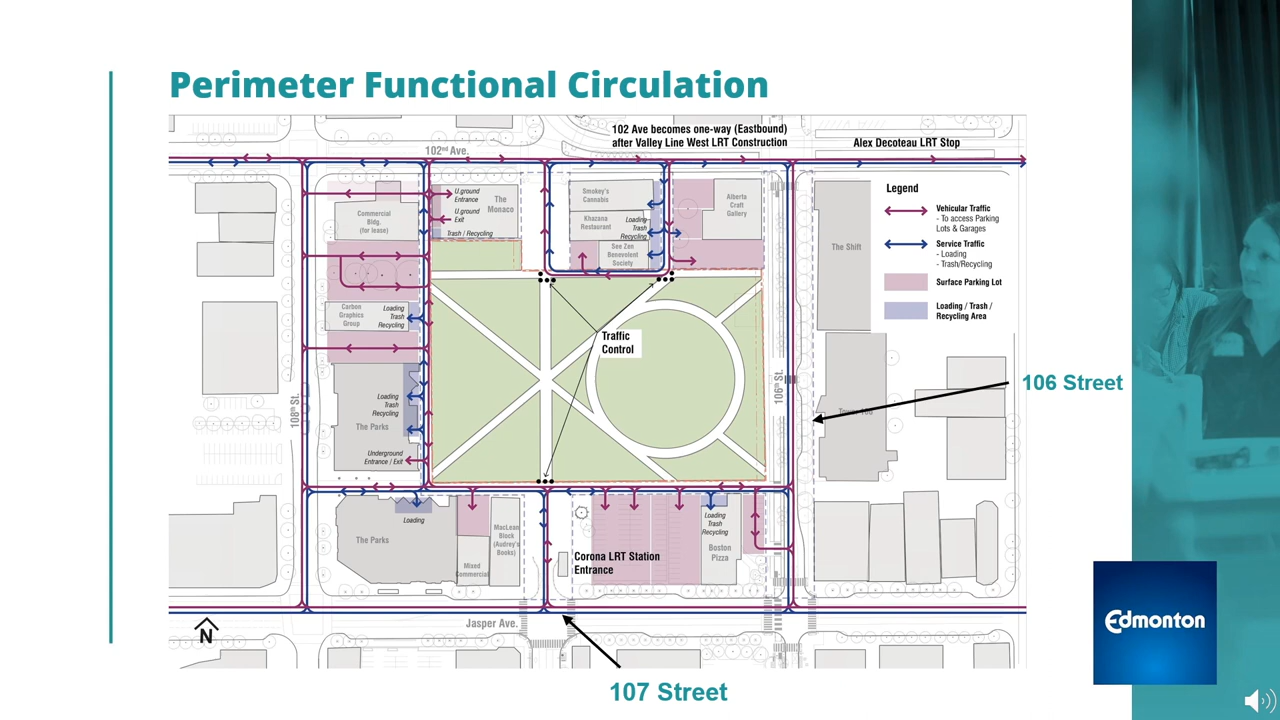 Perimeter Functional Circulation
102 Ave becomes one-way (Eastbound)
after Valley Line West LRT Construction
Alex Decoteau LRT Stop
102nd Ave.
Legend
Vehicular Traffic
- To access Parking
Lots & Garages
Service Traffic
- Loading
- Trash/Recycling
Surface Parking Lot
Loading / Trash /
Recycling Area
Commercial
Bldg.
(for lease)
U.ground
Entrance
U.ground
Exit
Trash / Recycling
The
Monaco
Smokey's
Cannabis
Khazana
Restaurant
Loading
Trash
Recycling
See Zen
Benevolent
Society
Alberta
Craft
Gallery
The Shift
Carbon
Graphics
Group
Loading
Trash
Recycling
Traffic
Control
108th St.
106th St.
106 Street
Loading
Trash
Recycling
The Parks
Underground
Entrance / Exit
Loading
The Parks
MacLean
Block
(Audrey's
Books)
Mixed
Commercial
Corona LRT Station
Entrance
Loading
Trash
Recycling
Boston
Pizza
N
Jasper Ave.
107 Street
Edmonton